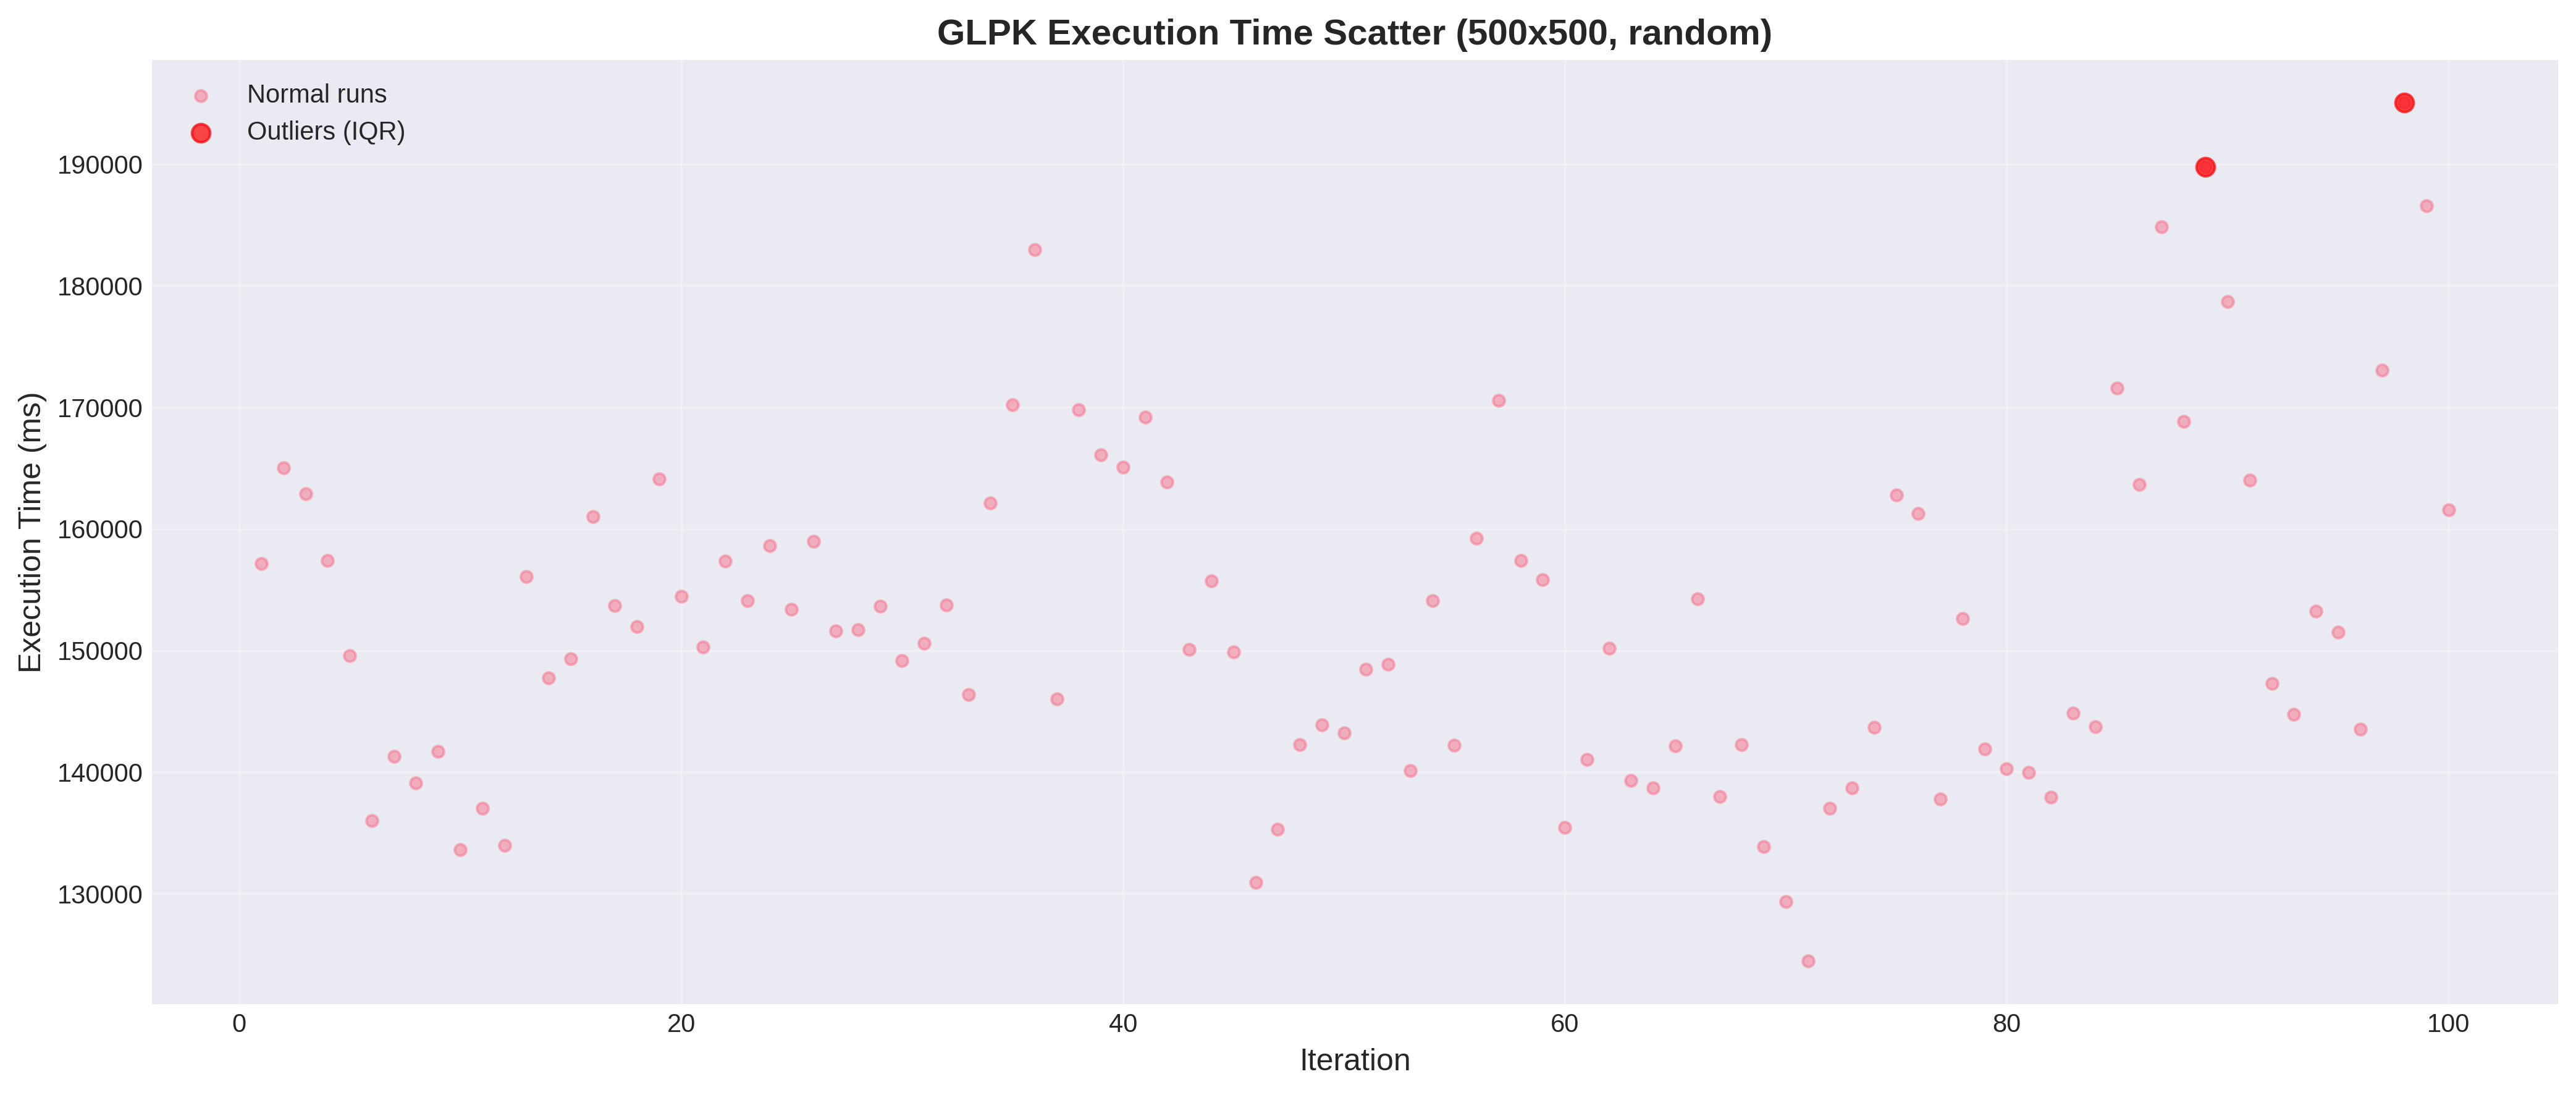 GLPK Execution Time Scatter (500x500, random)
Normal runs
Outliers (IQR)
Execution Time (ms)
190000
180000
170000
160000
150000
140000
130000
0 20 40 60 80 100
Iteration